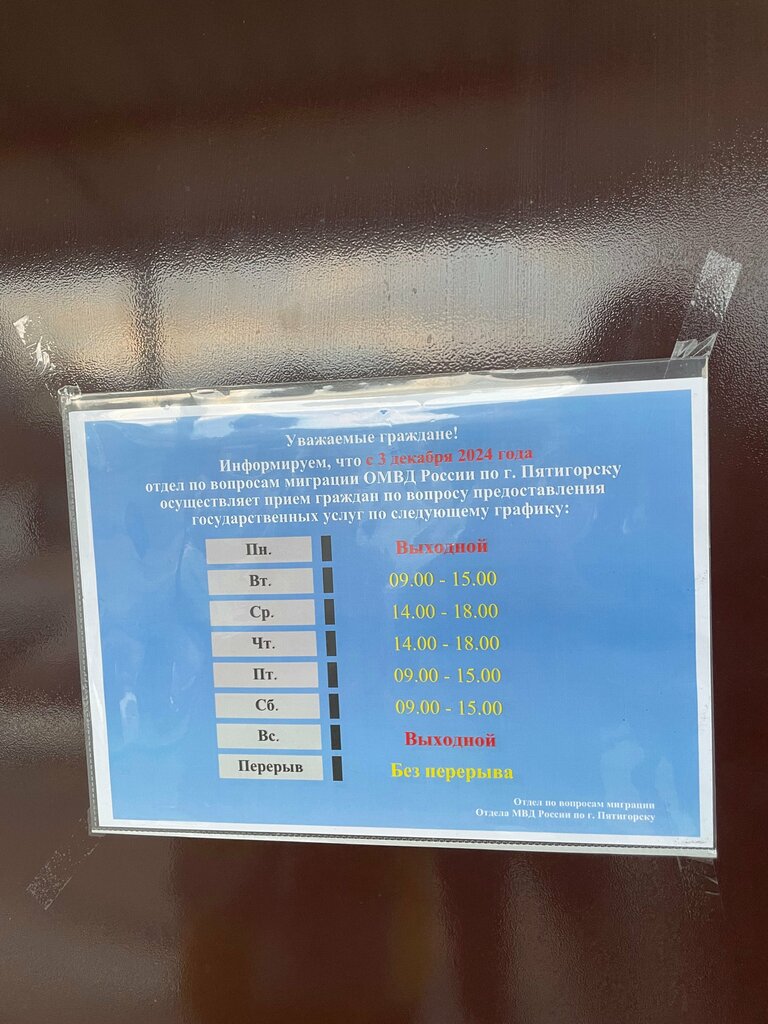 Уважаемые граждане!
Информируем, что с 3 декабря 2024 года
отдел по вопросам миграции ОМВД России по г. Пятигорску
осуществляет прием граждан по вопросу предоставления
государственных услуг по следующему графику:
Пн. Выходной
Вт. 09.00 - 15.00
Ср. 14.00 - 18.00
Чт. 14.00 - 18.00
Пт. 09.00 - 15.00
Сб. 09.00 - 15.00
Вс. Выходной
Перерыв Без перерыва
Отдел по вопросам миграции
Отдела МВД России по г. Пятигорску